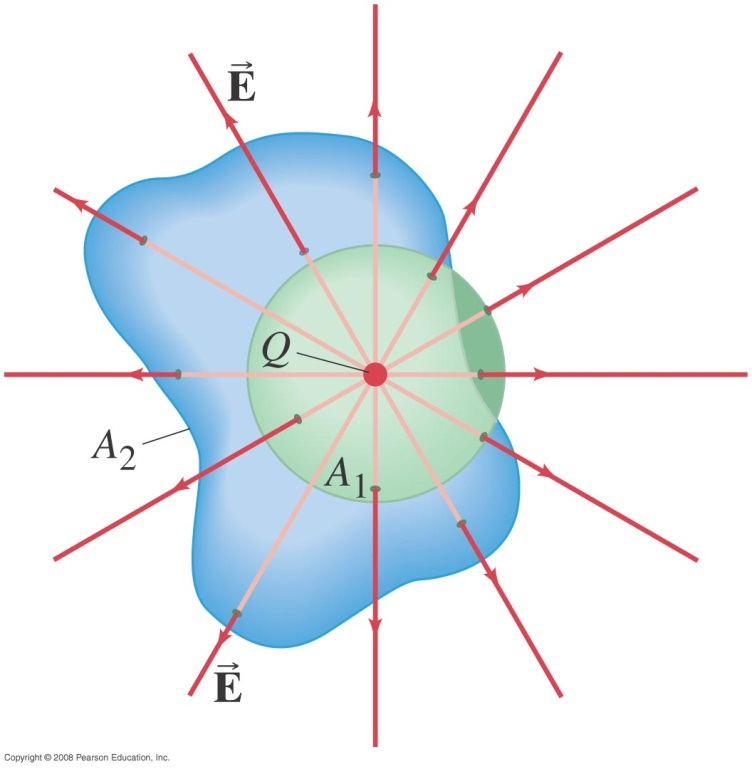 E⃗
Q
A₂
A₁
E⃗
Copyright © 2008 Pearson Education, Inc.